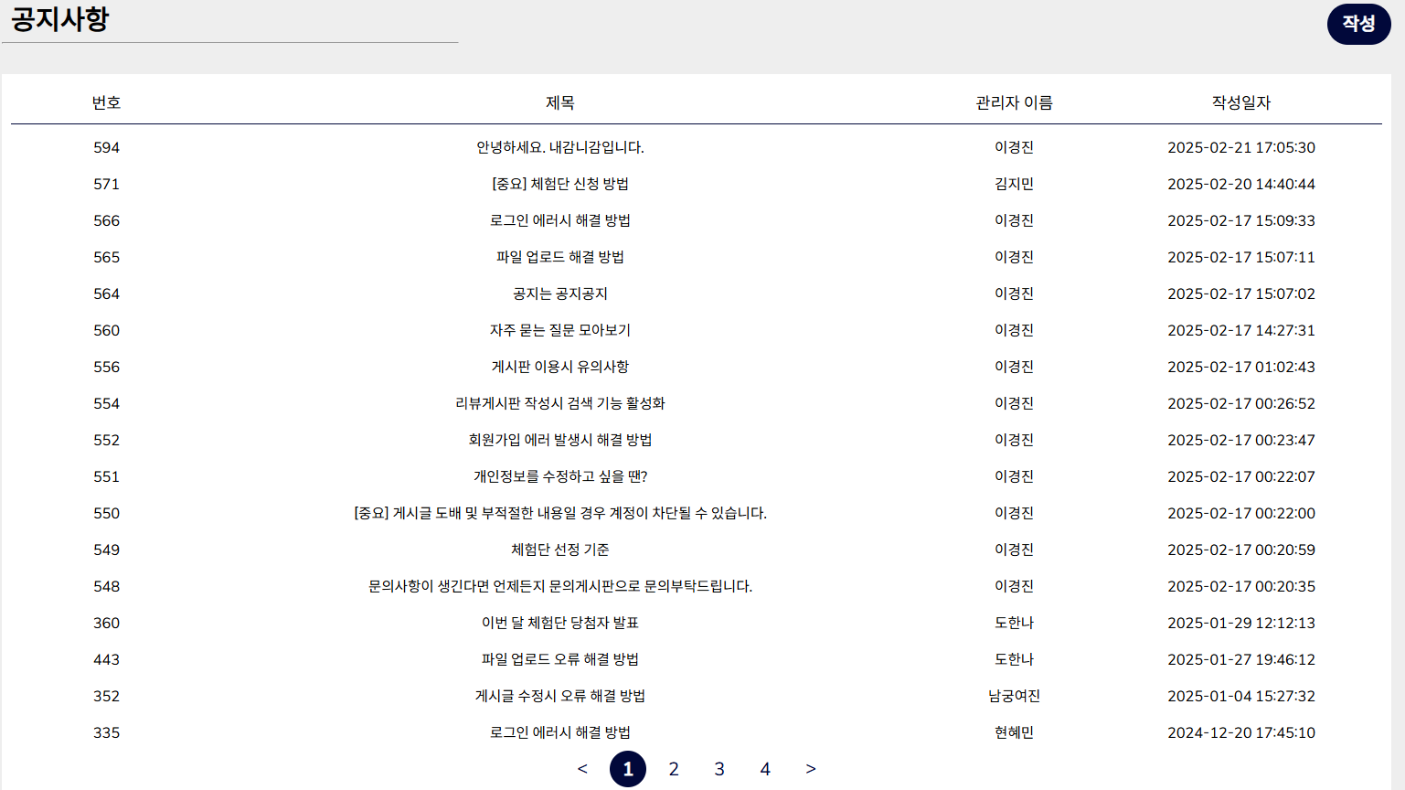 공지사항
작성
번호 제목 관리자 이름 작성일자
594 안녕하세요. 내감니감입니다. 이경진 2025-02-21 17:05:30
571 [중요] 체험단 신청 방법 김지민 2025-02-20 14:40:44
566 로그인 에러시 해결 방법 이경진 2025-02-17 15:09:33
565 파일 업로드 해결 방법 이경진 2025-02-17 15:07:11
564 공지는 공지공지 이경진 2025-02-17 15:07:02
560 자주 묻는 질문 모아보기 이경진 2025-02-17 14:27:31
556 게시판 이용시 유의사항 이경진 2025-02-17 01:02:43
554 리뷰게시판 작성시 검색 기능 활성화 이경진 2025-02-17 00:26:52
552 회원가입 에러 발생시 해결 방법 이경진 2025-02-17 00:23:47
551 개인정보를 수정하고 싶을 땐? 이경진 2025-02-17 00:22:07
550 [중요] 게시글 도배 및 부적절한 내용일 경우 계정이 차단될 수 있습니다. 이경진 2025-02-17 00:22:00
549 체험단 선정 기준 이경진 2025-02-17 00:20:59
548 문의사항이 생긴다면 언제든지 문의게시판으로 문의부탁드립니다. 이경진 2025-02-17 00:20:35
360 이번 달 체험단 당첨자 발표 도한나 2025-01-29 12:12:13
443 파일 업로드 오류 해결 방법 도한나 2025-01-27 19:46:12
352 게시글 수정시 오류 해결 방법 남궁여진 2025-01-04 15:27:32
335 로그인 에러시 해결 방법 현혜민 2024-12-20 17:45:10
< 1 2 3 4 >